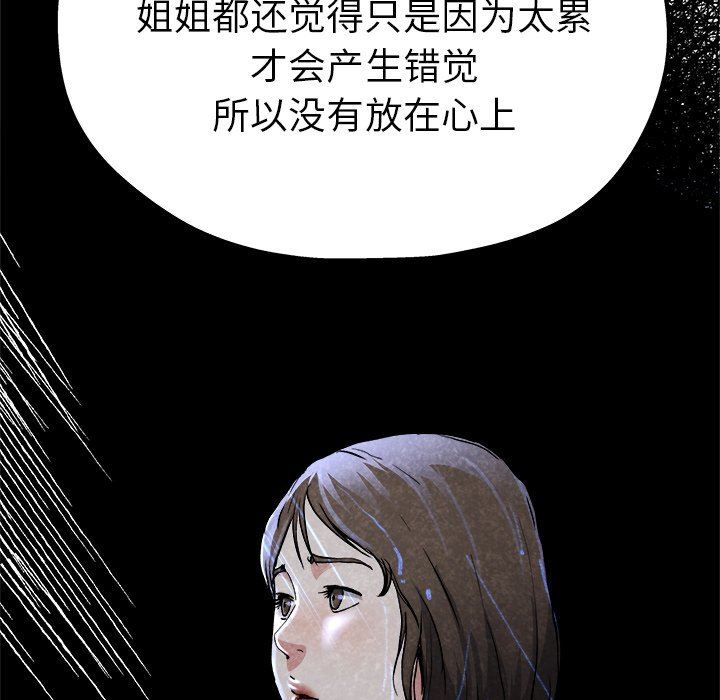 姐姐都还觉得只是因为太累
才会产生错觉
所以没有放在心上